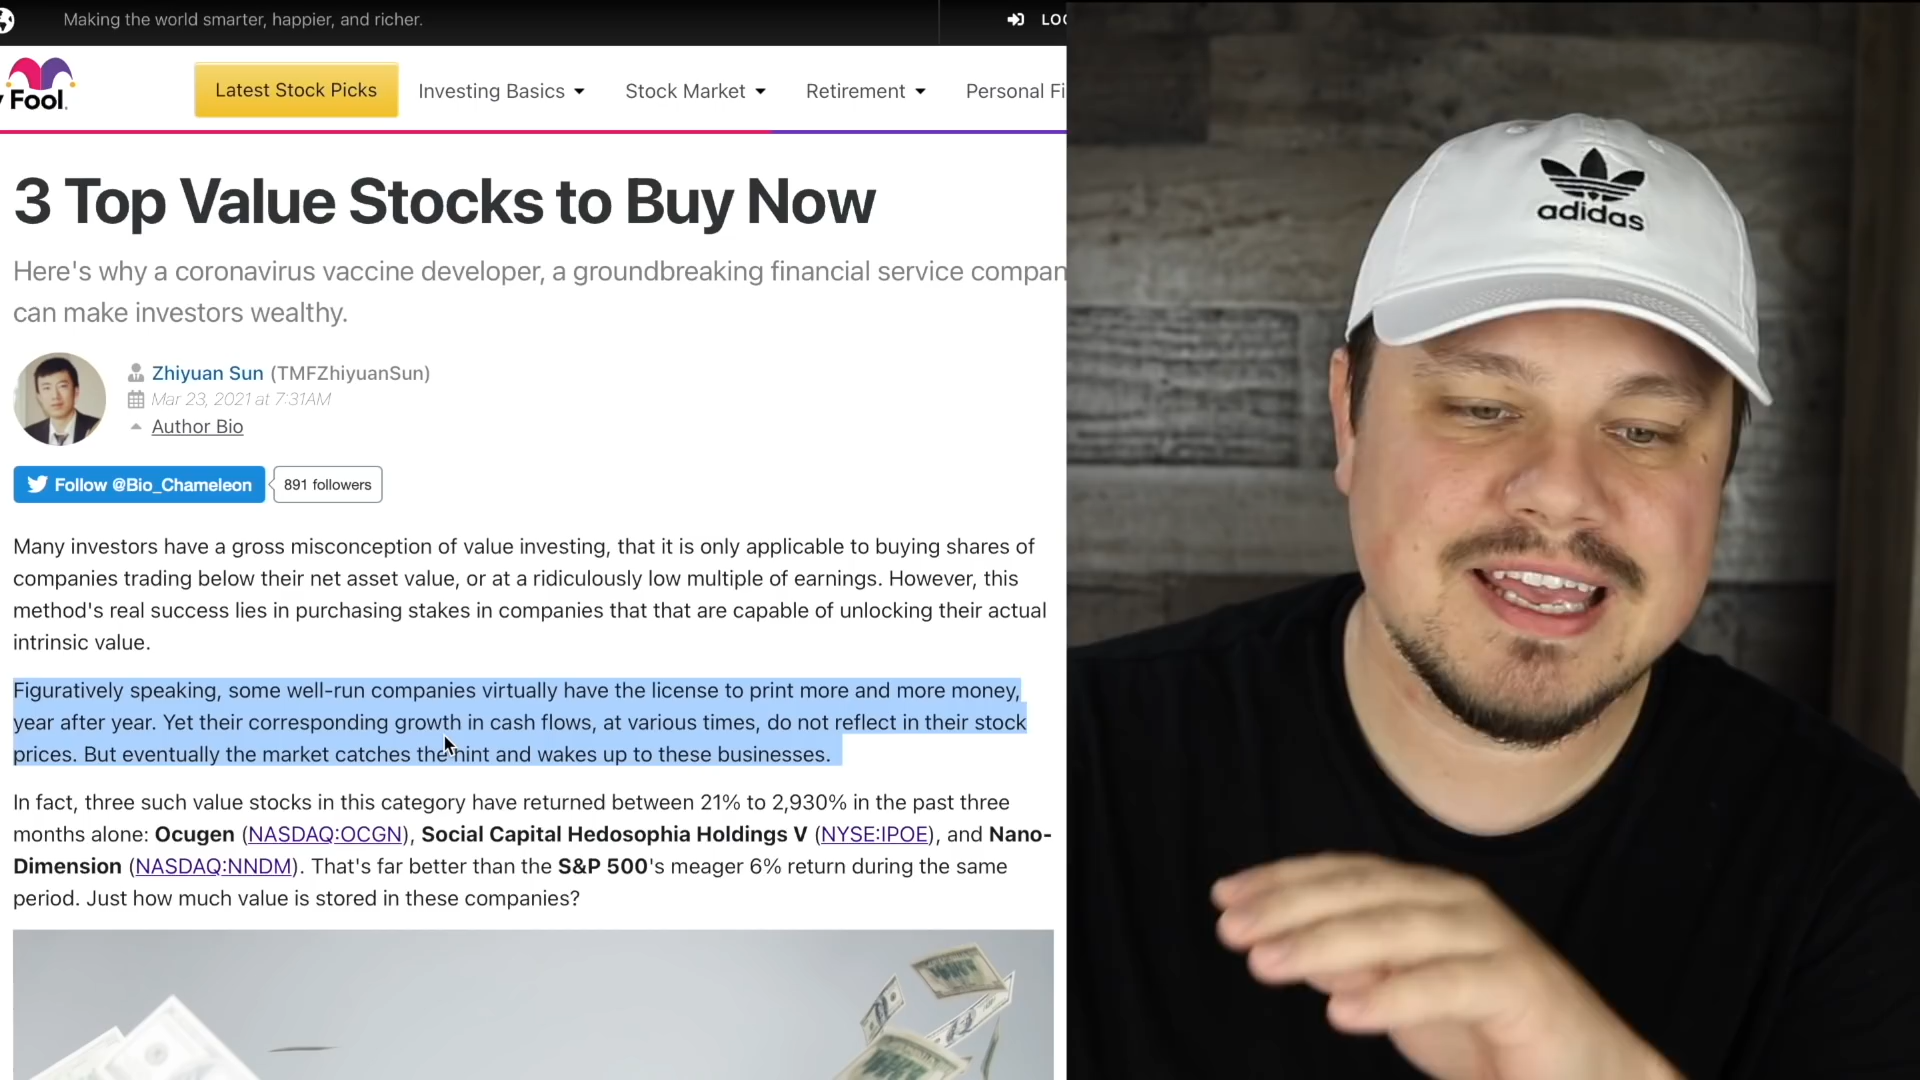 Making the world smarter, happier, and richer.
LOG
Fool.
Latest Stock Picks
Investing Basics
Stock Market
Retirement
Personal Fi
3 Top Value Stocks to Buy Now
Here's why a coronavirus vaccine developer, a groundbreaking financial service compan
can make investors wealthy.
Zhiyuan Sun (TMFZhiyuanSun)
Mar 23, 2021 at 7:31AM
Author Bio
Follow @Bio_Chameleon
891 followers
Many investors have a gross misconception of value investing, that it is only applicable to buying shares of
companies trading below their net asset value, or at a ridiculously low multiple of earnings. However, this
method's real success lies in purchasing stakes in companies that that are capable of unlocking their actual
intrinsic value.
Figuratively speaking, some well-run companies virtually have the license to print more and more money,
year after year. Yet their corresponding growth in cash flows, at various times, do not reflect in their stock
prices. But eventually the market catches the hint and wakes up to these businesses.
In fact, three such value stocks in this category have returned between 21% to 2,930% in the past three
months alone: Ocugen (NASDAQ:OCGN), Social Capital Hedosophia Holdings V (NYSE:IPOE), and Nano-
Dimension (NASDAQ:NNDM). That's far better than the S&P 500's meager 6% return during the same
period. Just how much value is stored in these companies?
adidas